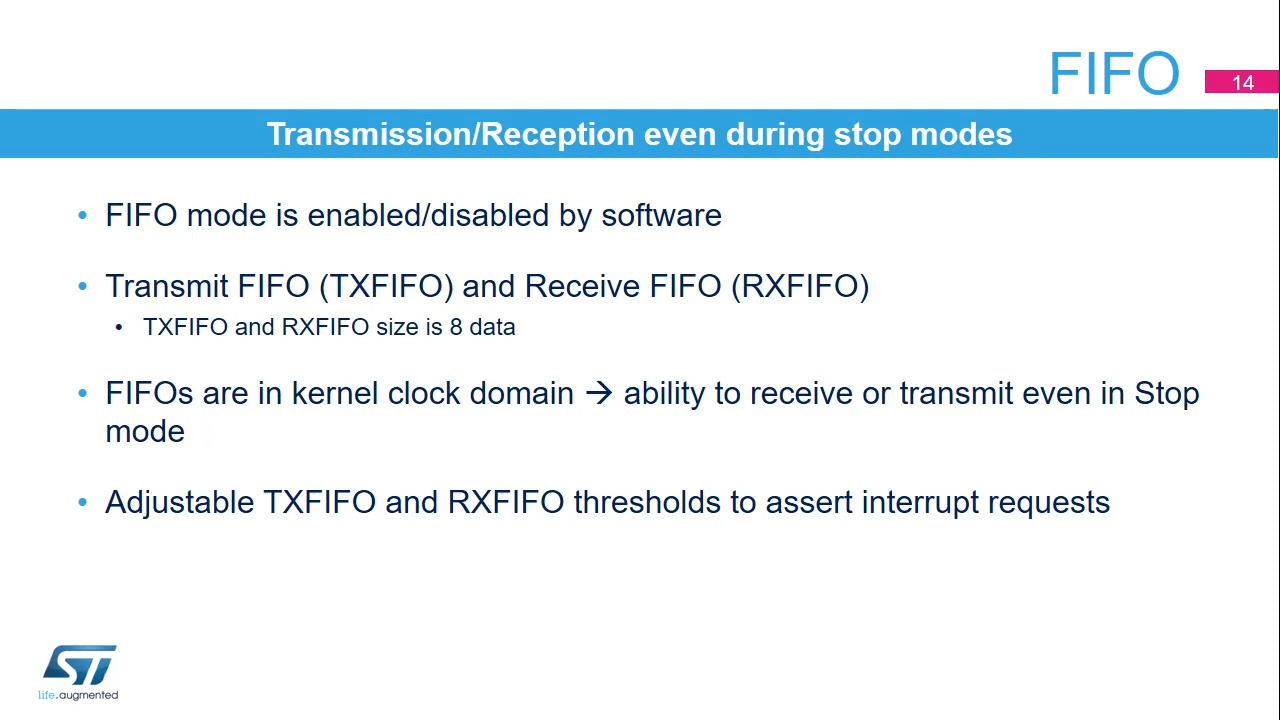 FIFO
14
Transmission/Reception even during stop modes
• FIFO mode is enabled/disabled by software
• Transmit FIFO (TXFIFO) and Receive FIFO (RXFIFO)
• TXFIFO and RXFIFO size is 8 data
• FIFOs are in kernel clock domain → ability to receive or transmit even in Stop
mode
• Adjustable TXFIFO and RXFIFO thresholds to assert interrupt requests
ST
life.augmented